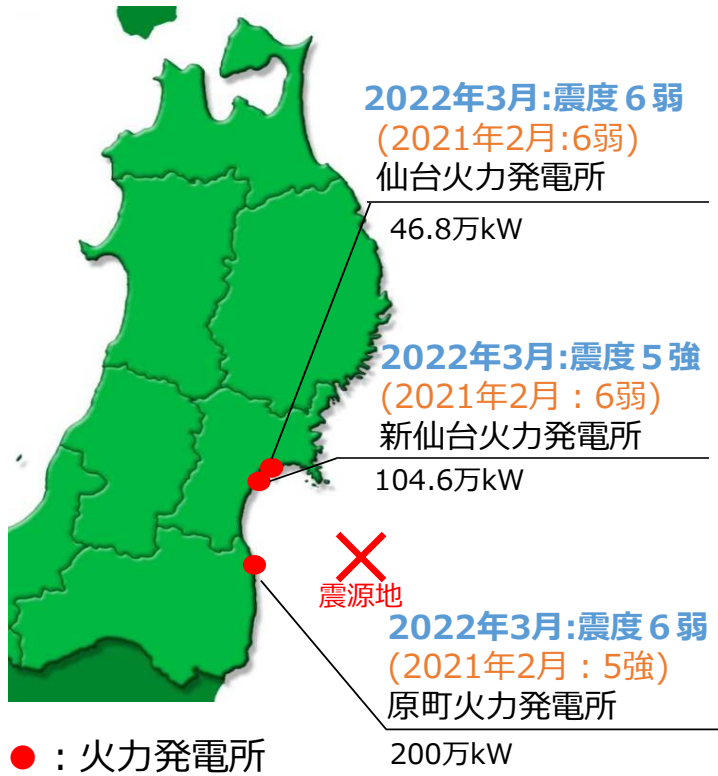 2022年3月:震度６弱
(2021年2月:6弱)
仙台火力発電所
46.8万kW
2022年3月:震度５強
(2021年2月：6弱)
新仙台火力発電所
104.6万kW
震源地
2022年3月:震度６弱
(2021年2月：5強)
原町火力発電所
200万kW
：火力発電所